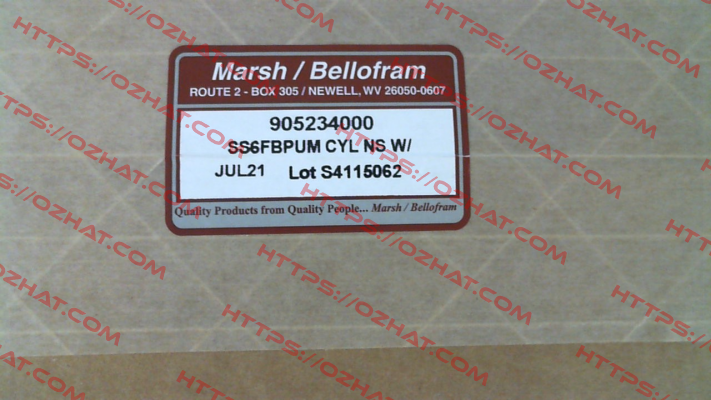 Marsh / Bellofram
ROUTE 2 - BOX 305 / NEWELL, WV 26050-0607
905234000
SS6FBPUM CYL NS W/
JUL21 Lot S4115062
Quality Products from Quality People... Marsh / Bellofram
HTTPS://OZHAT.COM